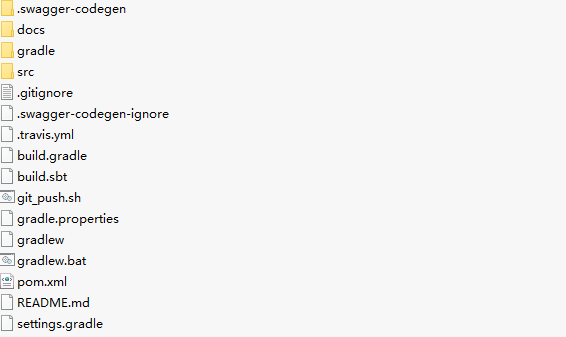 .swagger-codegen
docs
gradle
src
.gitignore
.swagger-codegen-ignore
.travis.yml
build.gradle
build.sbt
git_push.sh
gradle.properties
gradlew
gradlew.bat
pom.xml
README.md
settings.gradle